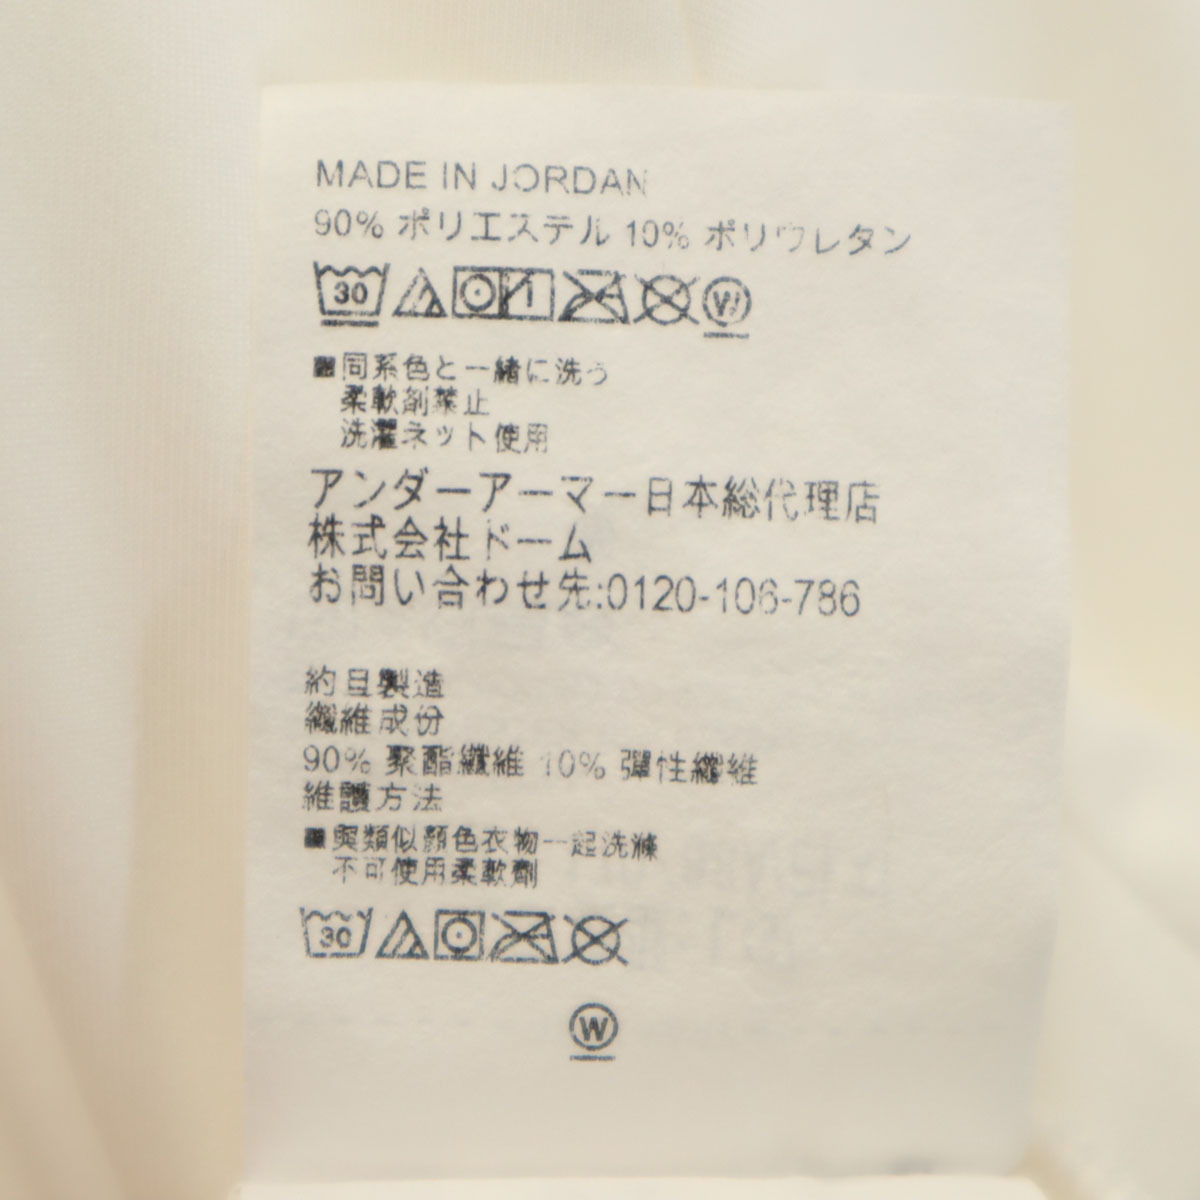 MADE IN JORDAN
90% ポリエステル 10% ポリウレタン
30
W
■同系色と一緒に洗う
柔軟剤禁止
洗濯ネット使用
アンダーアーマー日本総代理店
株式会社ドーム
お問い合わせ先:0120-106-786
約旦製造
纖維成份
90% 聚酯纖維 10% 彈性纖維
維護方法
■與類似顏色衣物一起洗滌
不可使用柔軟劑
30
W